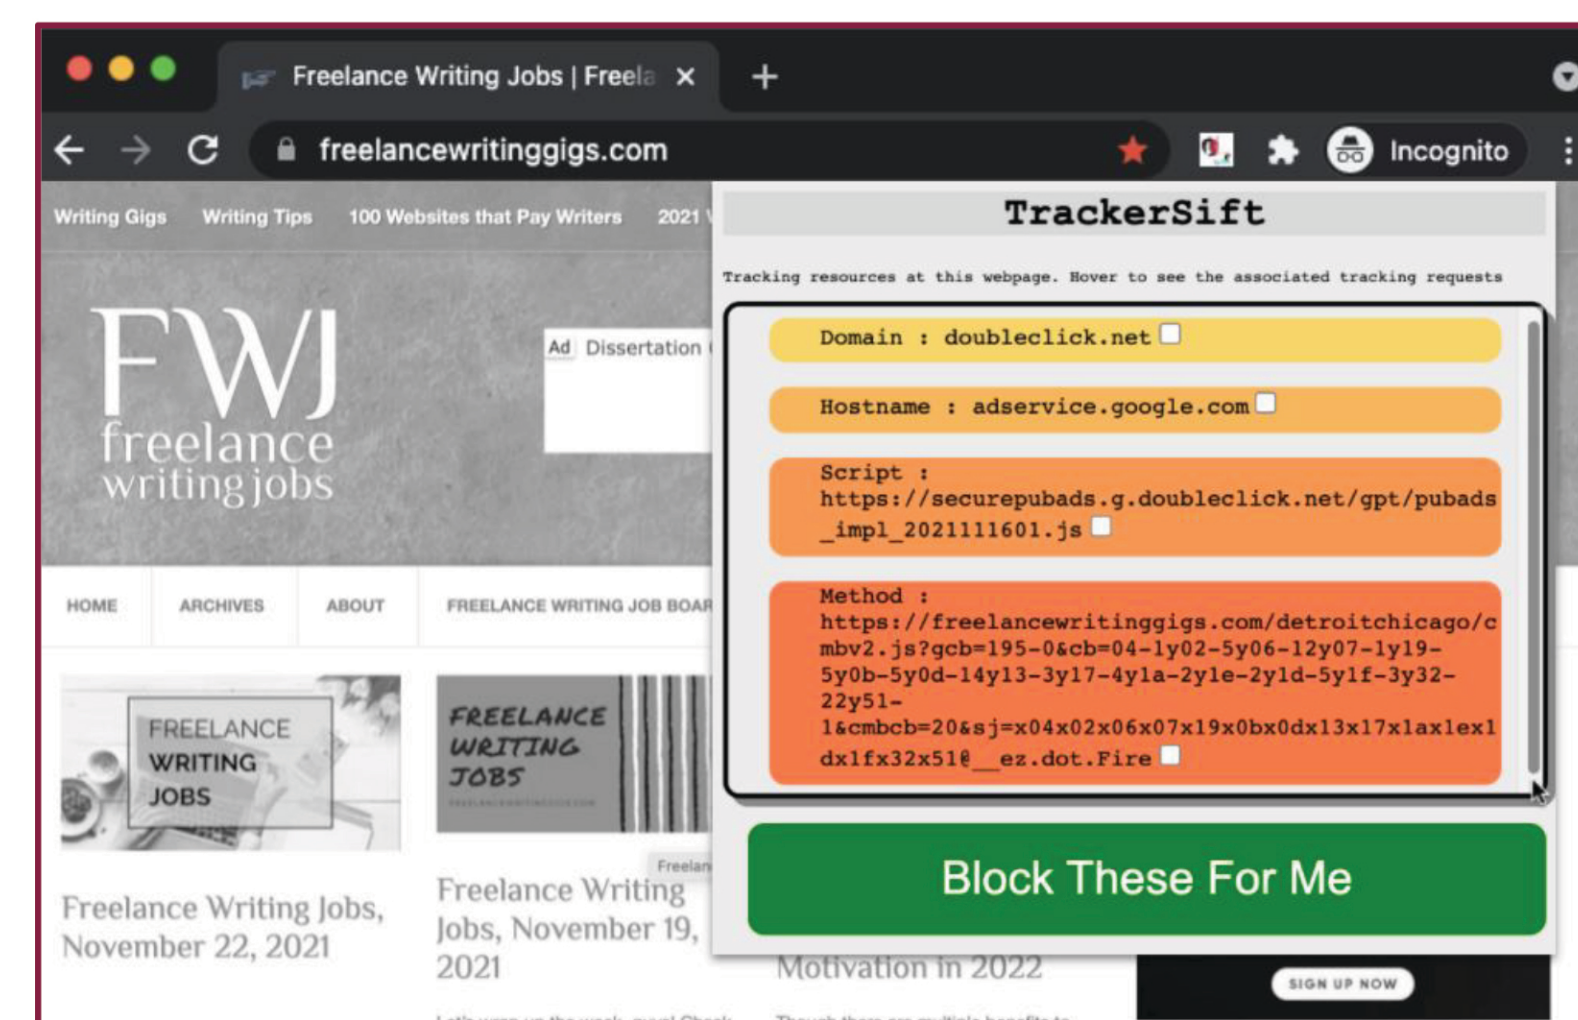 Freelance Writing Jobs | Freela
freelancewritinggigs.com
Incognito
Writing Gigs Writing Tips 100 Websites that Pay Writers 2021
TrackerSift
Tracking resources at this webpage. Hover to see the associated tracking requests
Domain : doubleclick.net
Hostname : adservice.google.com
Script :
https://securepubads.g.doubleclick.net/gpt/pubads
_impl_2021111601.js
Method :
https://freelancewritinggigs.com/detroitchicago/c
mbv2.js?gcb=195-0&cb=04-1y02-5y06-12y07-1y19-
5y0b-5y0d-14y13-3y17-4y1a-2y1e-2y1d-5y1f-3y32-
22y51-
1&cmbcb=20&sj=x04x02x06x07x19x0bx0dx13x17x1ax1ex1
dx1fx32x51@__ez.dot.Fire
Block These For Me
FWJ
freelance
writing jobs
Ad Dissertation
HOME ARCHIVES ABOUT FREELANCE WRITING JOB BOAR
FREELANCE
WRITING
JOBS
FREELANCE
WRITING
JOBS
Freelan
Freelance Writing Jobs,
November 22, 2021
Freelance Writing
Jobs, November 19,
2021
Motivation in 2022
SIGN UP NOW